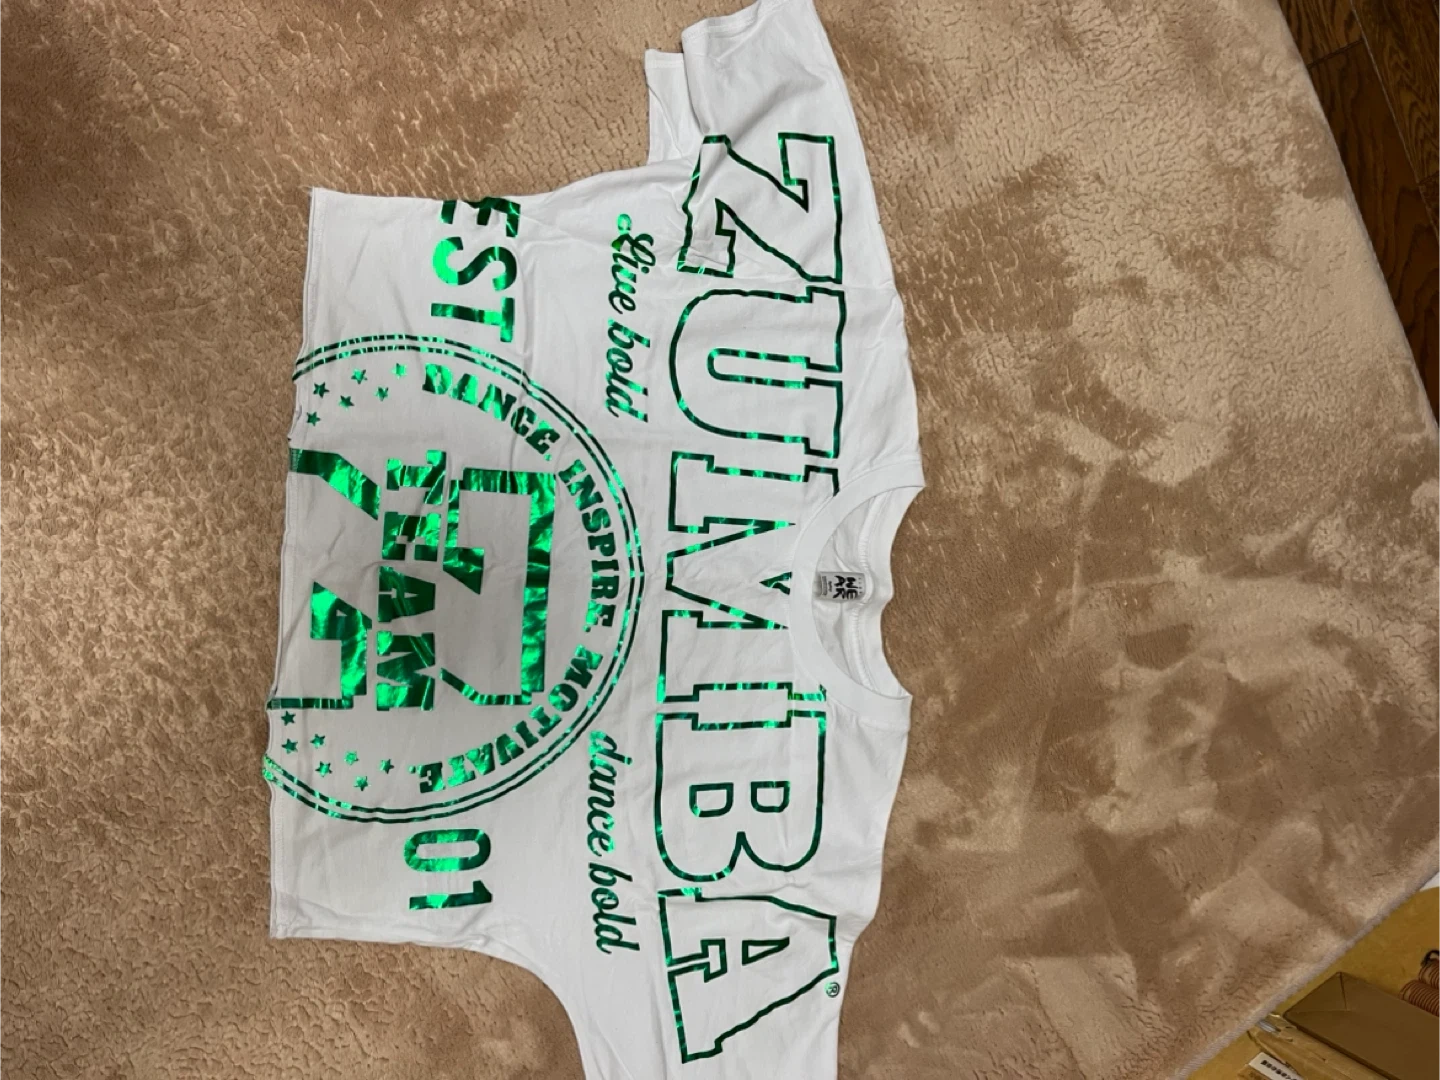 ZUMBA®
Live bold
dance bold
DANCE. INSPIRE. MOTIVATE.
EST
01
Z
TEAM